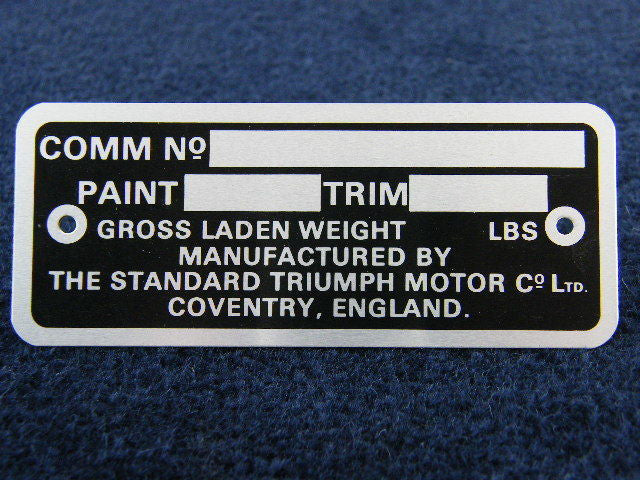 COMM Nº
PAINT TRIM
GROSS LADEN WEIGHT LBS
MANUFACTURED BY
THE STANDARD TRIUMPH MOTOR Cº LTD.
COVENTRY, ENGLAND.